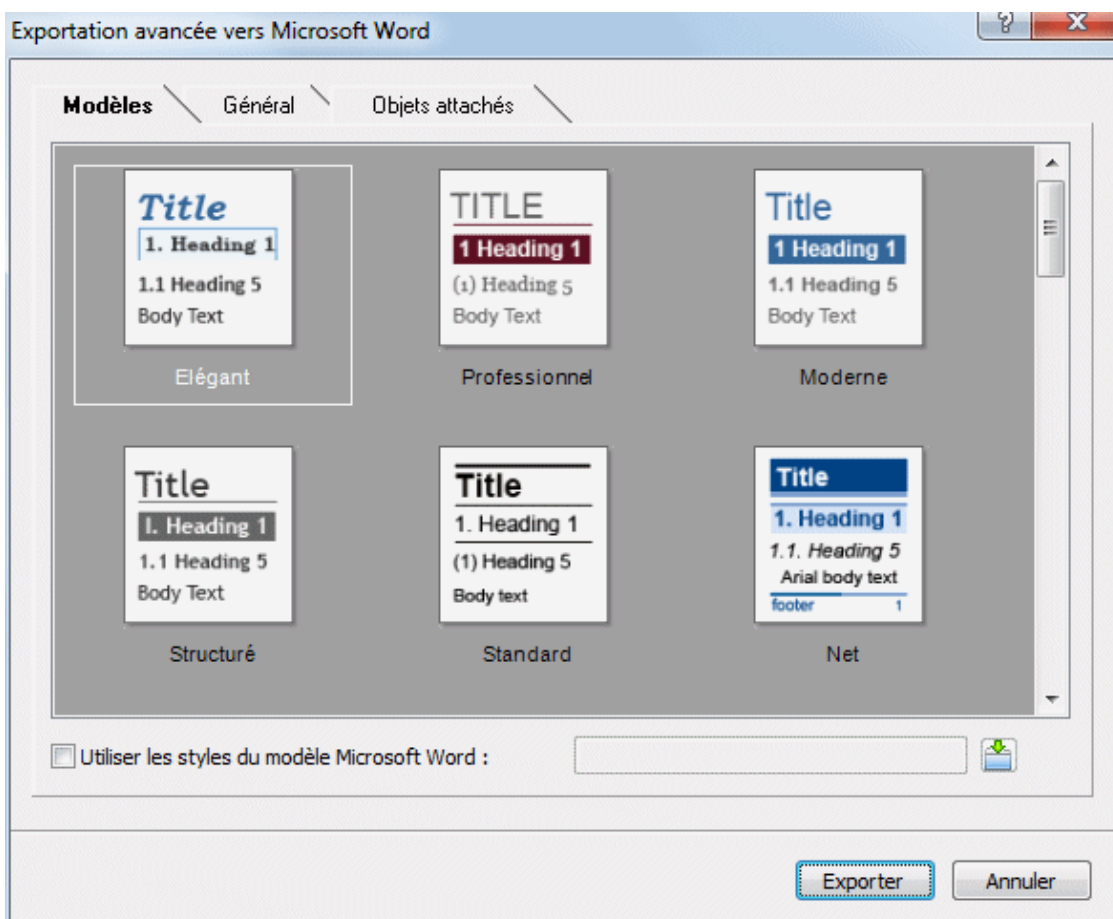 Exportation avancée vers Microsoft Word
Modèles Général Objets attachés
Title
1. Heading 1
1.1 Heading 5
Body Text
Elégant
TITLE
1 Heading 1
(1) Heading 5
Body Text
Professionnel
Title
1 Heading 1
1.1 Heading 5
Body Text
Moderne
Title
I. Heading 1
1.1 Heading 5
Body Text
Structuré
Title
1. Heading 1
(1) Heading 5
Body text
Standard
Title
1. Heading 1
1.1. Heading 5
Arial body text
footer 1
Net
Utiliser les styles du modèle Microsoft Word :
Exporter Annuler